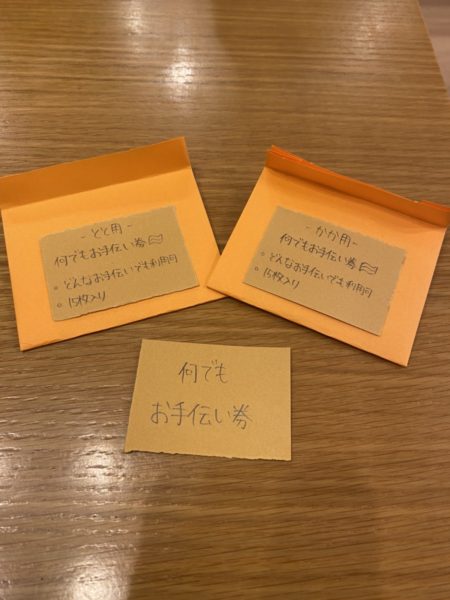 - とと用 -
何でもお手伝い券
。どんなお手伝いでも利用可
。15枚入り
- かか用 -
何でもお手伝い券
。どんなお手伝いでも利用可
。15枚入り
何でも
お手伝い券